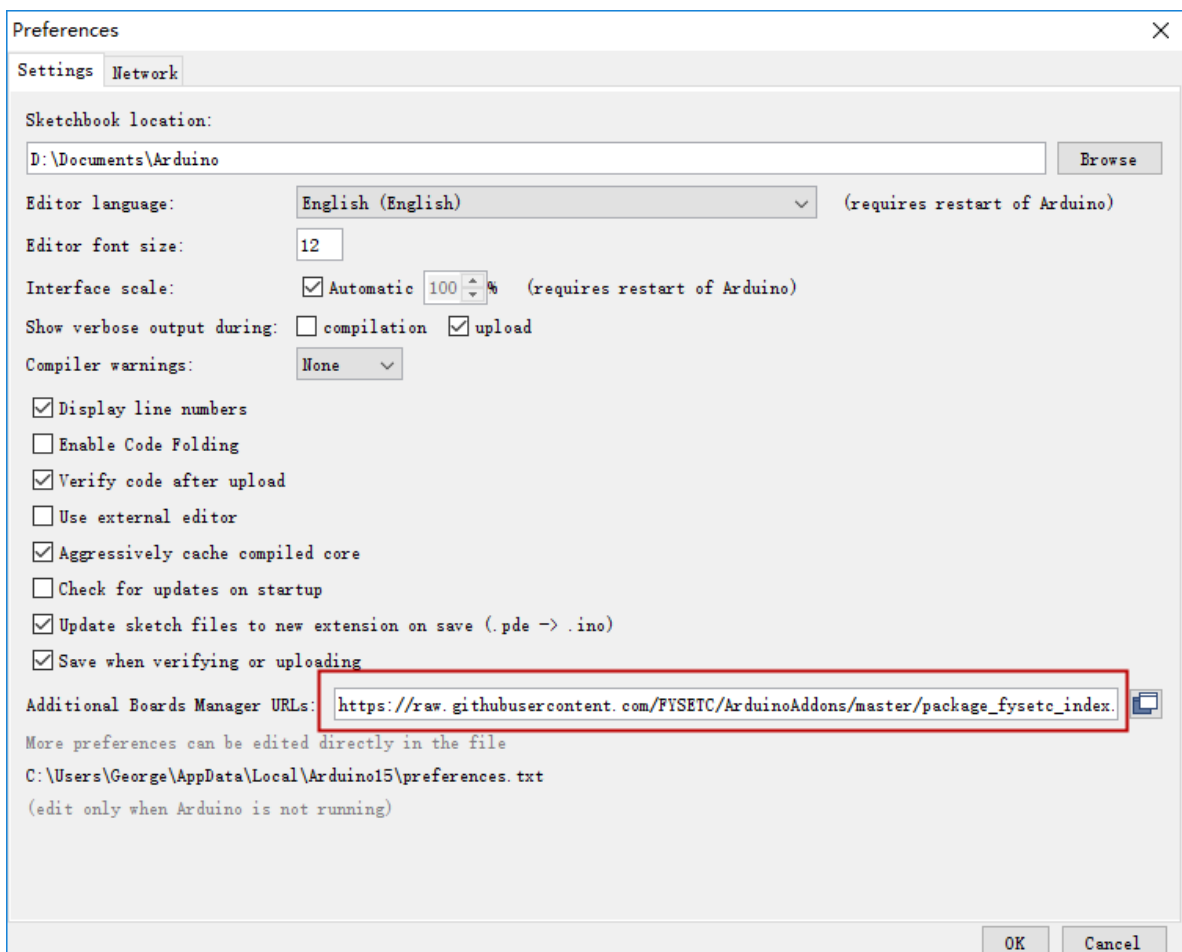 Preferences
Settings Network
Sketchbook location:
D:\Documents\Arduino Browse
Editor language: English (English) (requires restart of Arduino)
Editor font size: 12
Interface scale: Automatic 100 % (requires restart of Arduino)
Show verbose output during: compilation upload
Compiler warnings: None
Display line numbers
Enable Code Folding
Verify code after upload
Use external editor
Aggressively cache compiled core
Check for updates on startup
Update sketch files to new extension on save (.pde -> .ino)
Save when verifying or uploading
Additional Boards Manager URLs: https://raw.githubusercontent.com/FYSETC/ArduinoAddons/master/package_fysetc_index.
More preferences can be edited directly in the file
C:\Users\George\AppData\Local\Arduino15\preferences.txt
(edit only when Arduino is not running)
OK Cancel